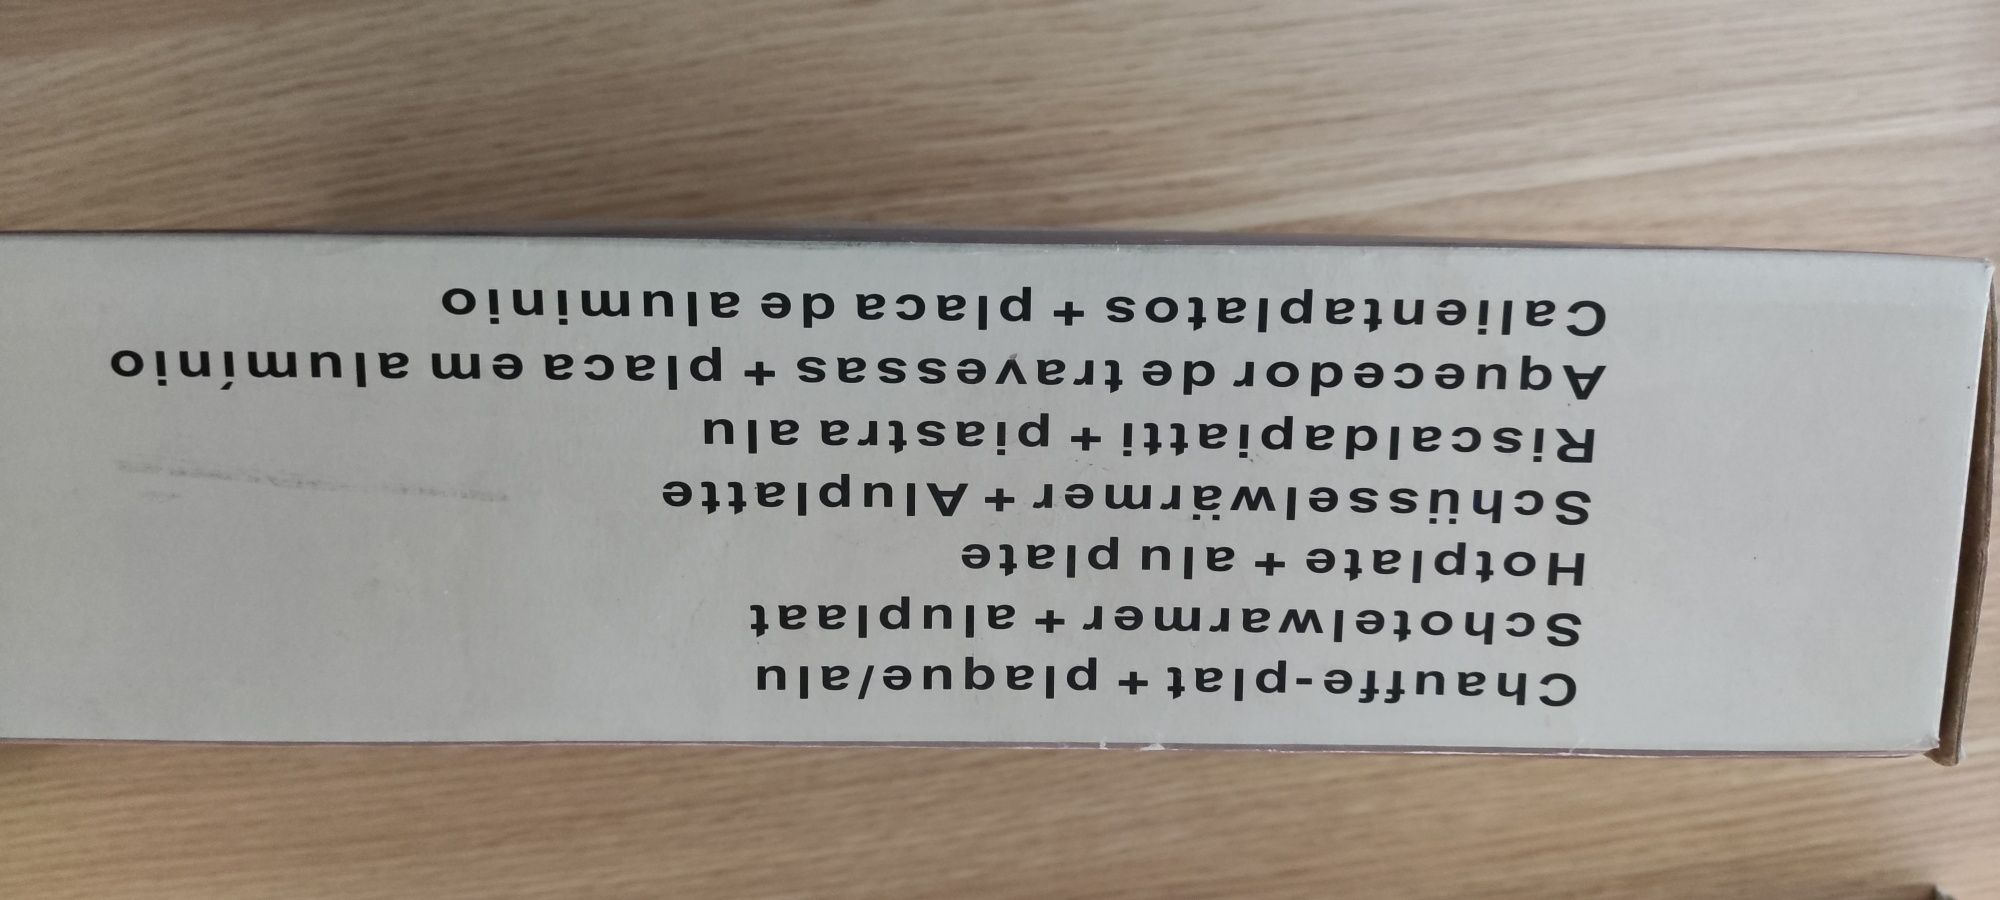 Chauffe-plat + plaque/alu
Schotelwarmer + aluplaat
Hotplate + alu plate
Schüsselwärmer + Aluplatte
Riscaldapiatti + piastra alu
Aquecedor de travessas + placa em alumínio
Calientaplatos + placa de aluminio